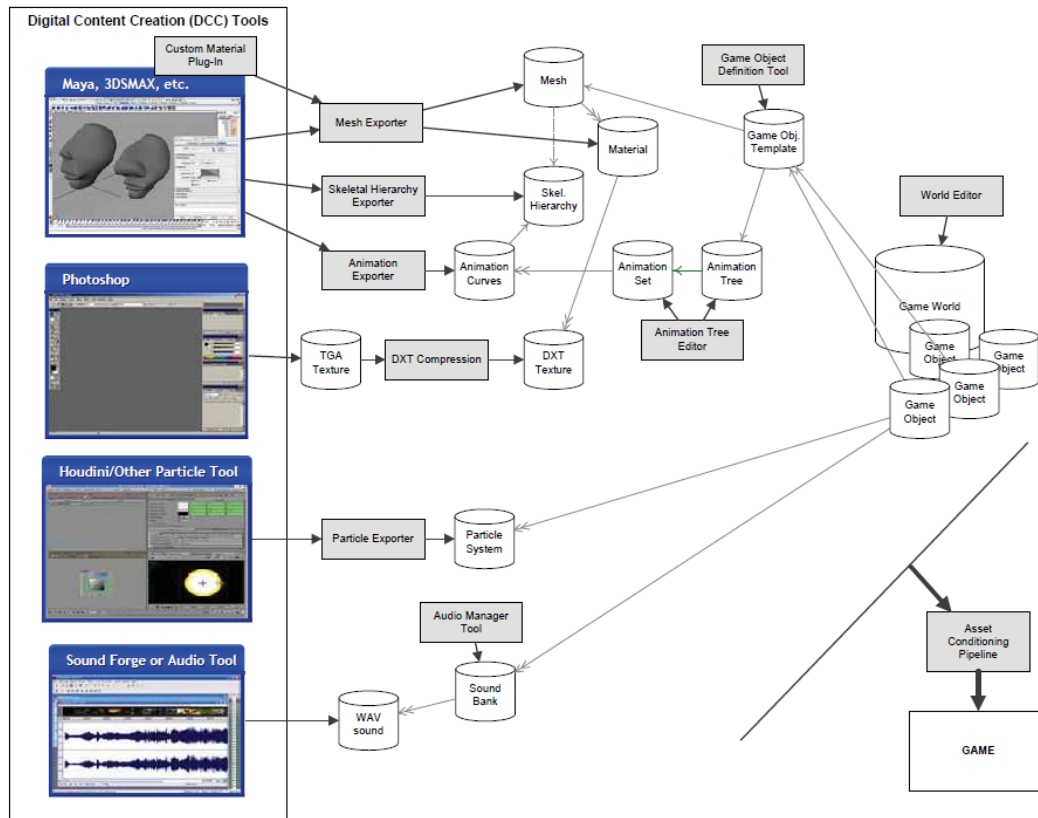 Digital Content Creation (DCC) Tools
Custom Material
Plug-In
Maya, 3DSMAX, etc.
Mesh Exporter
Mesh
Material
Game Object
Definition Tool
Game Obj.
Template
Skeletal Hierarchy
Exporter
Skel.
Hierarchy
World Editor
Animation
Exporter
Animation
Curves
Animation
Set
Animation
Tree
Game World
Photoshop
Animation Tree
Editor
TGA
Texture
DXT Compression
DXT
Texture
Game
Object
Game
Object
Game
Object
Game
Object
Houdini/Other Particle Tool
Particle Exporter
Particle
System
Audio Manager
Tool
Asset
Conditioning
Pipeline
Sound Forge or Audio Tool
Sound
Bank
WAV
sound
GAME